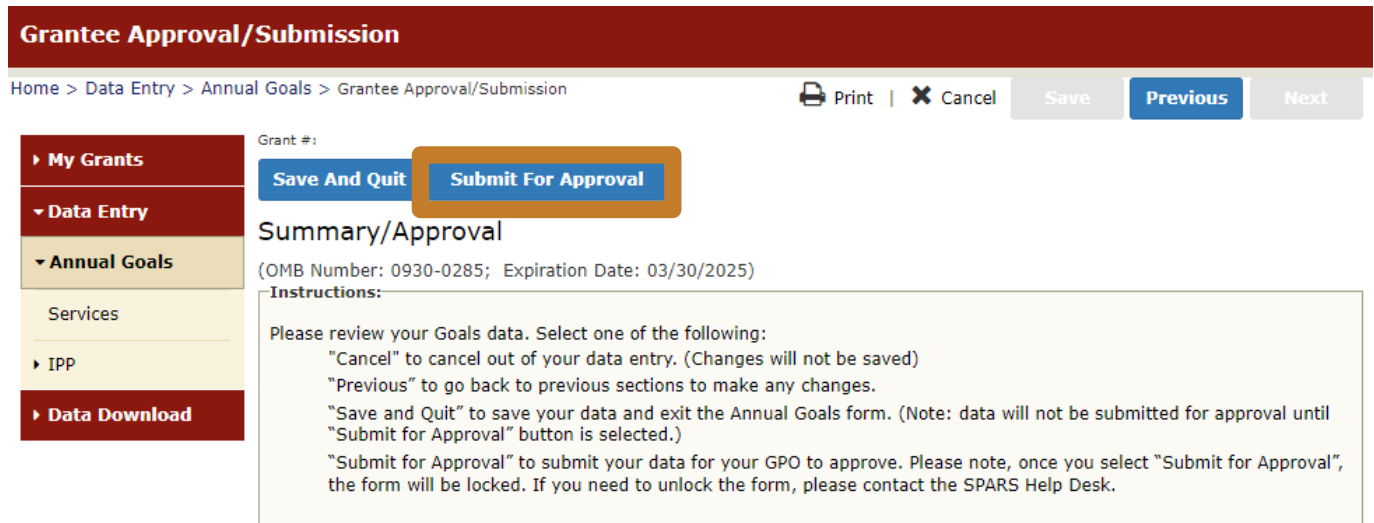 Grantee Approval/Submission
Home > Data Entry > Annual Goals > Grantee Approval/Submission
Print | Cancel Save Previous Next
My Grants
Data Entry
Annual Goals
Services
IPP
Data Download
Grant #:
Save And Quit Submit For Approval
Summary/Approval
(OMB Number: 0930-0285; Expiration Date: 03/30/2025)
Instructions:
Please review your Goals data. Select one of the following:
"Cancel" to cancel out of your data entry. (Changes will not be saved)
“Previous” to go back to previous sections to make any changes.
“Save and Quit” to save your data and exit the Annual Goals form. (Note: data will not be submitted for approval until
“Submit for Approval” button is selected.)
“Submit for Approval” to submit your data for your GPO to approve. Please note, once you select “Submit for Approval”,
the form will be locked. If you need to unlock the form, please contact the SPARS Help Desk.